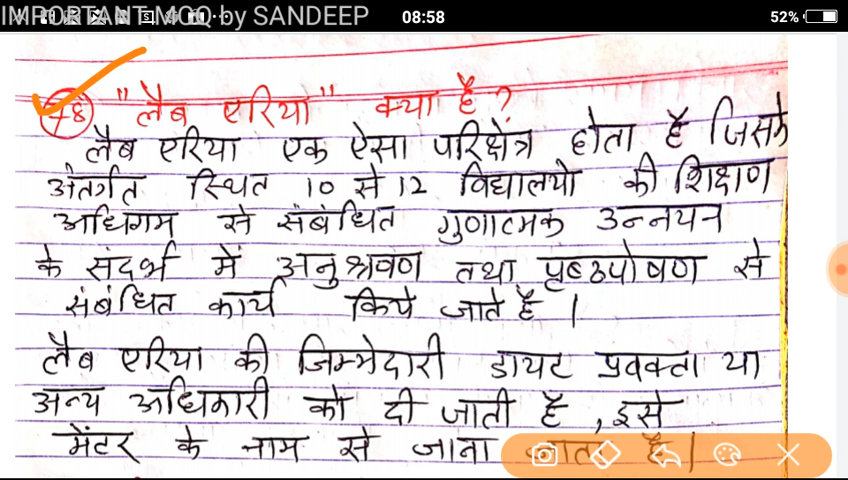 IMPORTANT MCQ by SANDEEP 08:58 52%
78 "लैब एरिया" क्या है ?
लैब एरिया एक ऐसा परिक्षेत्र होता है जिसके
अंतर्गत स्थित 10 से 12 विद्यालयो की शिक्षण
अधिगम से संबंधित गुणात्मक उन्नयन
के संदर्भ में अनुश्रवण तथा पृष्ठपोषण से
संबंधित कार्य किये जाते है ।
लैब एरिया की जिम्मेदारी डायट प्रवक्ता या
अन्य अधिकारी को दी जाती है , इसे
मेंटर के नाम से जाना जाता है ।